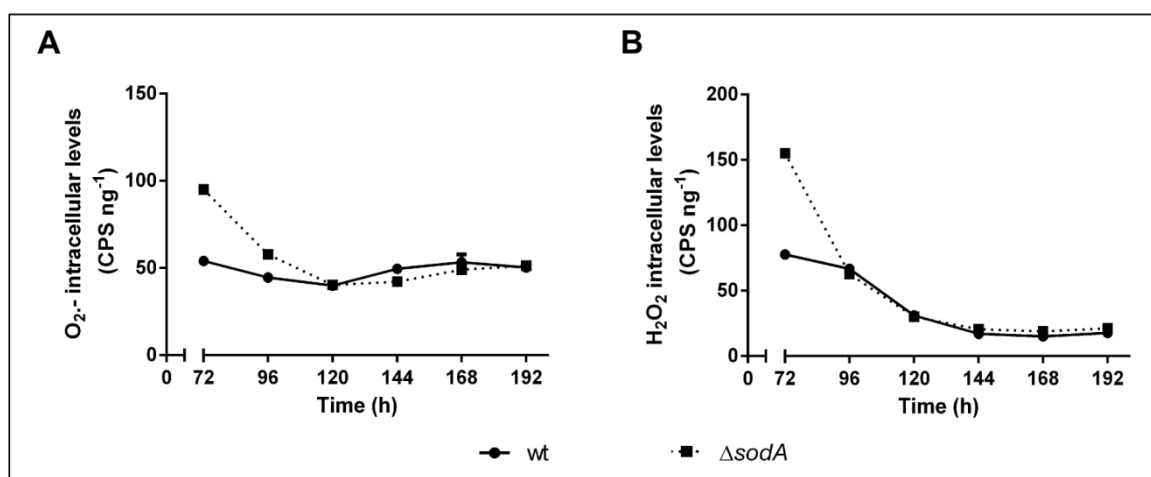 A
O₂.- intracellular levels
(CPS ng⁻¹)
150
100
50
0
0 72 96 120 144 168 192
Time (h)
B
H₂O₂ intracellular levels
(CPS ng⁻¹)
200
150
100
50
0
0 72 96 120 144 168 192
Time (h)
wt
ΔsodA